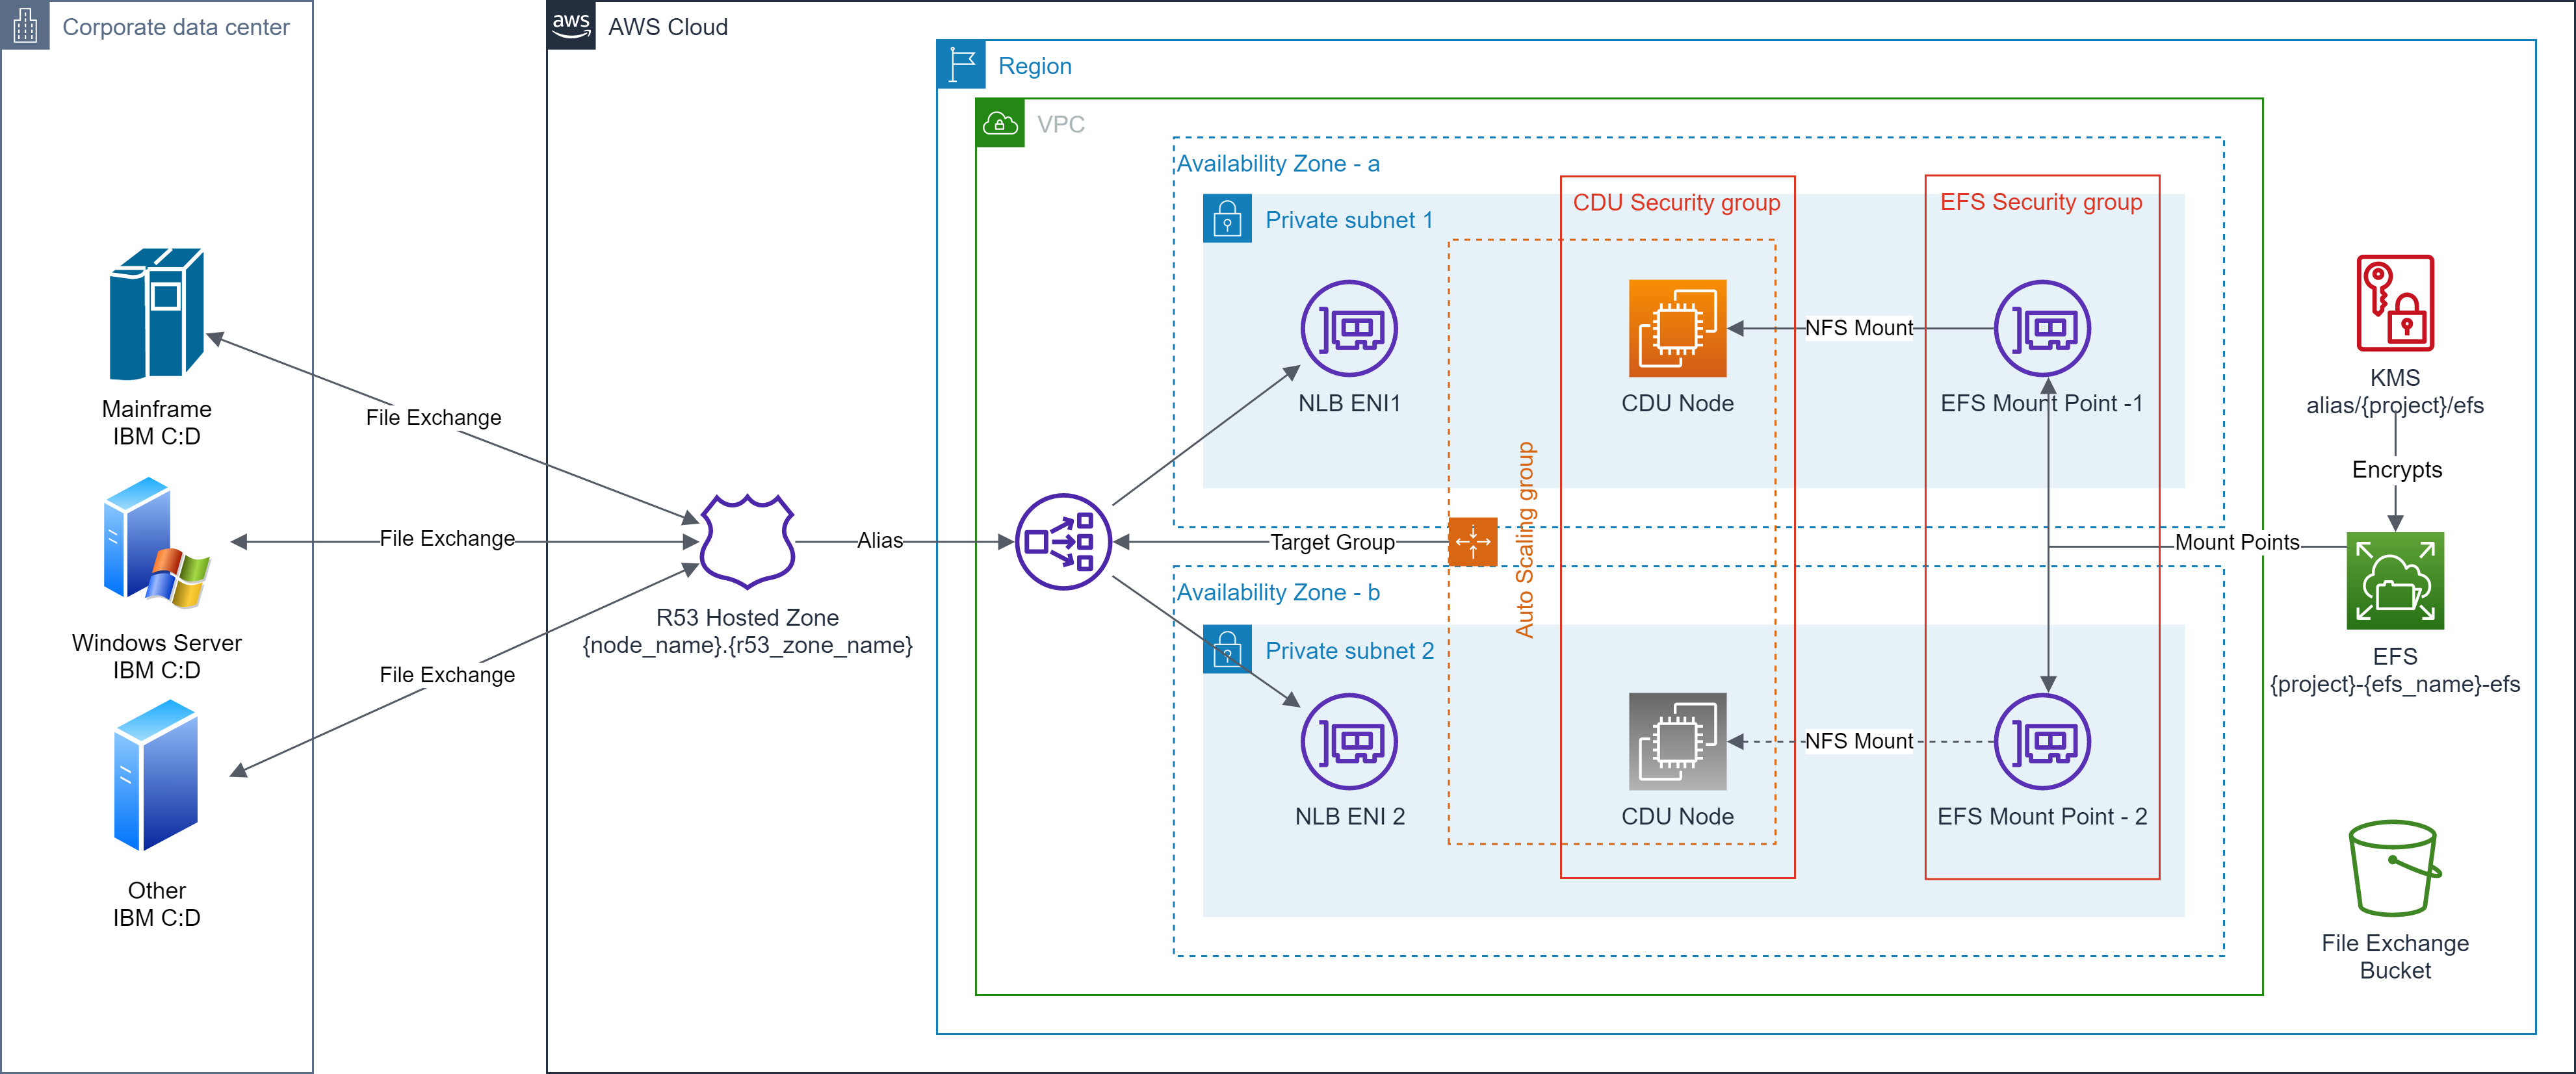 Corporate data center
aws
AWS Cloud
Region
VPC
Availability Zone - a
Private subnet 1
CDU Security group
EFS Security group
NLB ENI1
CDU Node
NFS Mount
EFS Mount Point -1
KMS
alias/{project}/efs
Encrypts
Mainframe
IBM C:D
File Exchange
Windows Server
IBM C:D
File Exchange
Other
IBM C:D
File Exchange
R53 Hosted Zone
{node_name}.{r53_zone_name}
Alias
Target Group
Auto Scaling group
Mount Points
EFS
{project}-{efs_name}-efs
Availability Zone - b
Private subnet 2
NLB ENI 2
CDU Node
NFS Mount
EFS Mount Point - 2
File Exchange
Bucket